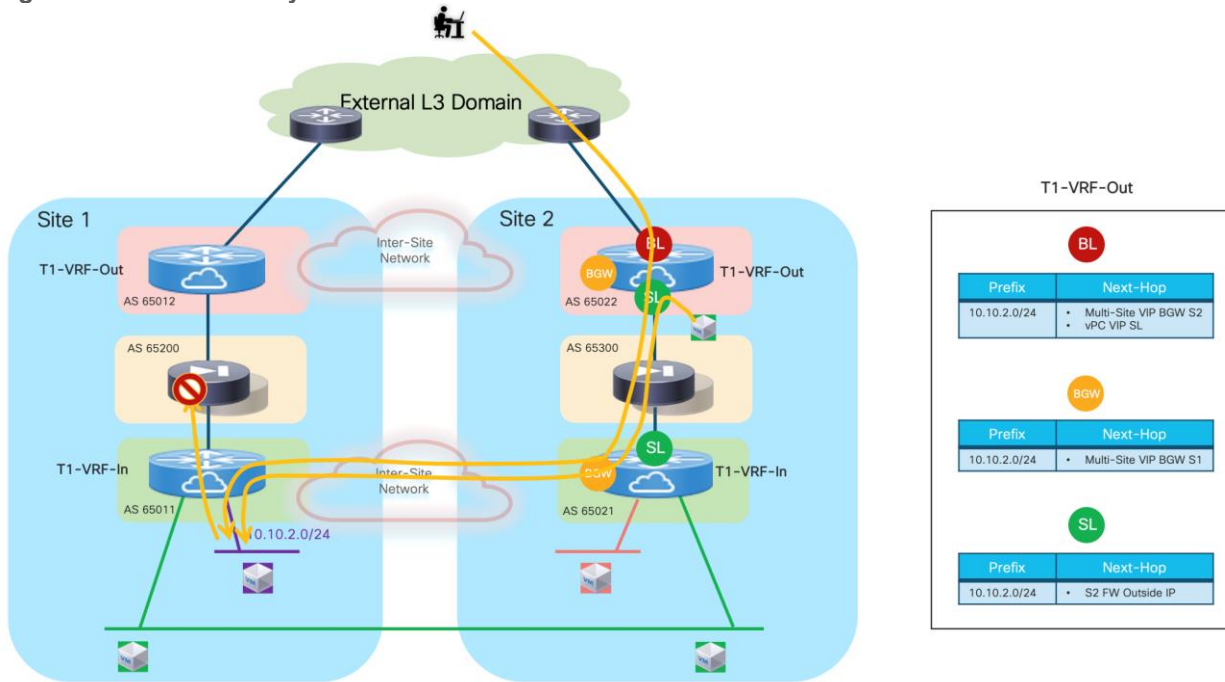 External L3 Domain
Site 1
Inter-Site
Network
T1-VRF-Out
AS 65012
AS 65200
T1-VRF-In
AS 65011
10.10.2.0/24
VM
VM
Inter-Site
Network
Site 2
BL
BGW
T1-VRF-Out
SL
AS 65022
AS 65300
SL
BGW
T1-VRF-In
AS 65021
VM
VM
T1-VRF-Out
BL
Prefix Next-Hop
10.10.2.0/24 • Multi-Site VIP BGW S2
• vPC VIP SL
BGW
Prefix Next-Hop
10.10.2.0/24 • Multi-Site VIP BGW S1
SL
Prefix Next-Hop
10.10.2.0/24 • S2 FW Outside IP